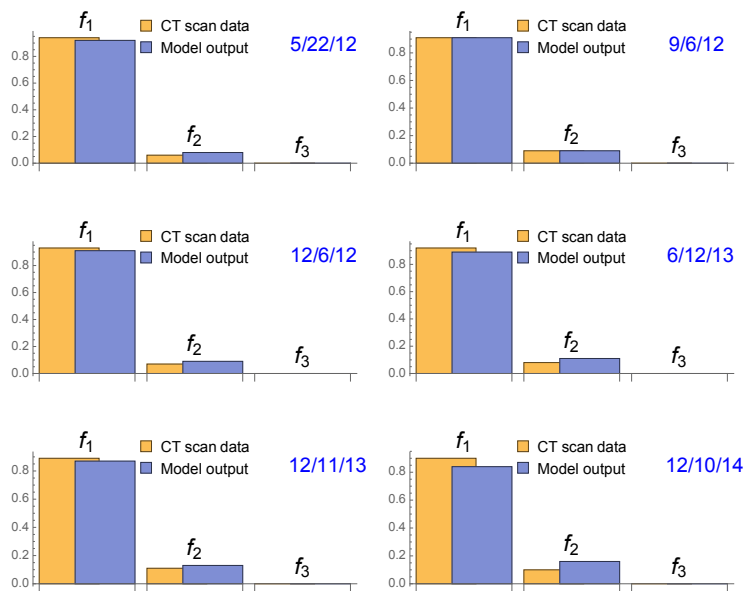 f1 CT scan data
Model output 5/22/12
0.8
0.6
0.4
0.2
0.0
f2
f3
f1 CT scan data
Model output 9/6/12
0.8
0.6
0.4
0.2
0.0
f2
f3
f1 CT scan data
Model output 12/6/12
0.8
0.6
0.4
0.2
0.0
f2
f3
f1 CT scan data
Model output 6/12/13
0.8
0.6
0.4
0.2
0.0
f2
f3
f1 CT scan data
Model output 12/11/13
0.8
0.6
0.4
0.2
0.0
f2
f3
f1 CT scan data
Model output 12/10/14
0.8
0.6
0.4
0.2
0.0
f2
f3